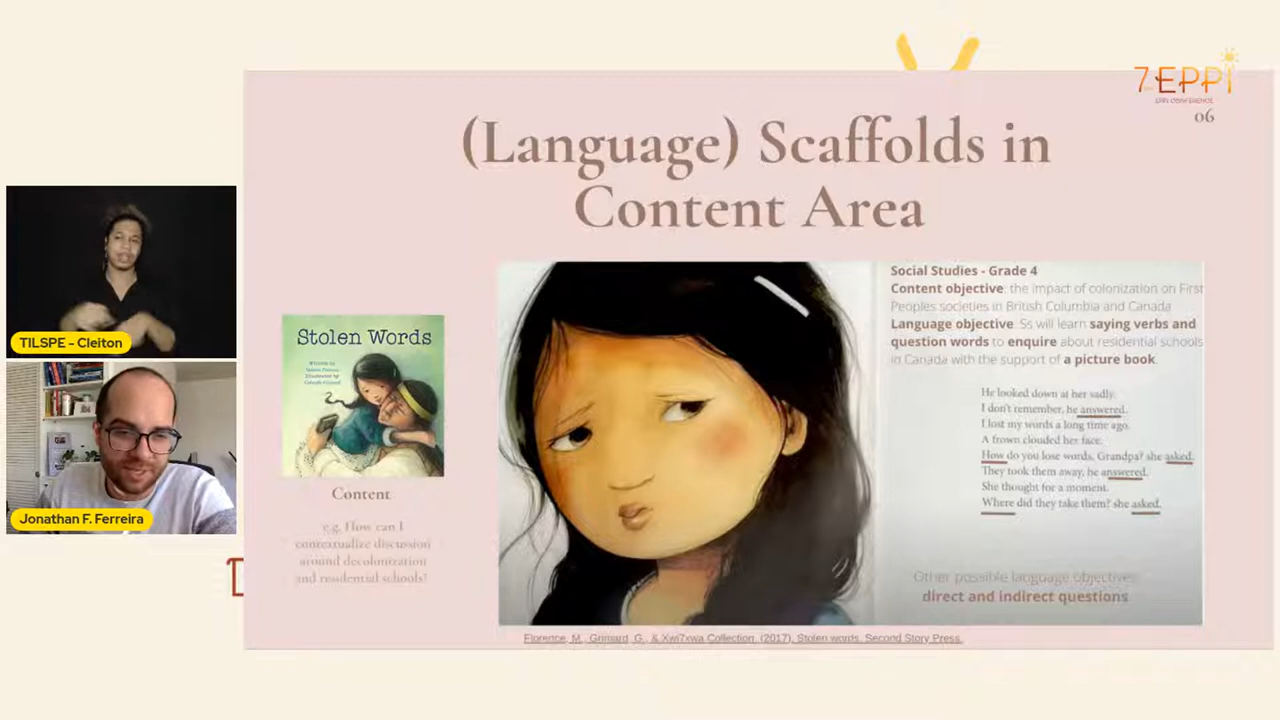 7 EPPI
06
(Language) Scaffolds in
Content Area
TILSPE - Cleiton
Jonathan F. Ferreira
Stolen Words
Content
e.g. How can I
contextualize discussion
around decolonization
and residential schools?
Social Studies - Grade 4
Content objective: the impact of colonization on First
Peoples societies in British Columbia and Canada
Language objective: Ss will learn saying verbs and
question words to enquire about residential schools
in Canada with the support of a picture book.
He looked down at her sadly.
I don't remember, he answered.
I lost my words a long time ago.
A frown clouded her face.
How do you lose words, Grandpa? she asked.
They took them away, he answered.
She thought for a moment.
Where did they take them? she asked.
Other possible language objective:
direct and indirect questions
Florence, M., Grimard, G., & Xwi7xwa Collection. (2017). Stolen words. Second Story Press.